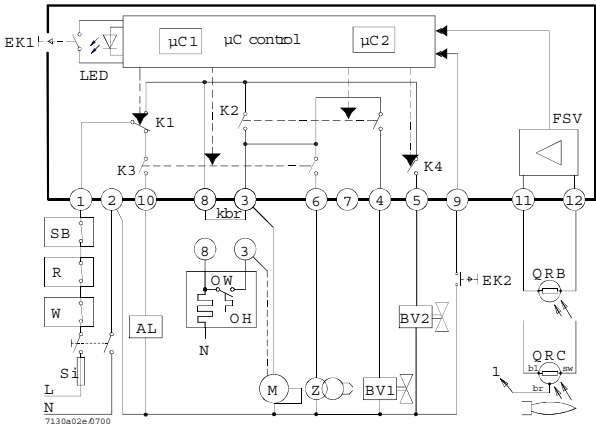 µC1 µC control µC2
EK1
LED
K1
K2
FSV
K3
K4
1 2 10 8 3 6 7 4 5 9 11 12
kbr
SB
8 3
R
OW
QRB
EK2
W
OH
BV2
AL
N
QRC
Si
bl sw
1
br
L
M Z BV1
N
7130a02e/0700